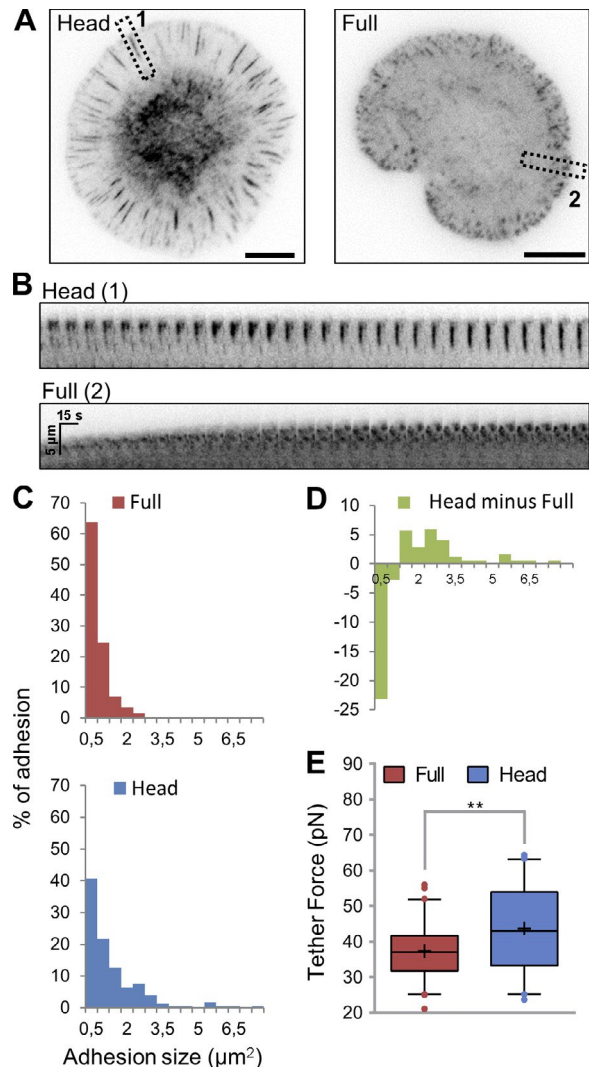 A
Head
1
Full
2
B
Head (1)
Full (2)
15 s
5 µm
C
70
60
50
40
30
20
10
0
Full
0,5 2 3,5 5 6,5
D
10
5
0
-5
-10
-15
-20
-25
Head minus Full
0,5 2 3,5 5 6,5
% of adhesion
70
60
50
40
30
20
10
0
Head
0,5 2 3,5 5 6,5
Adhesion size (µm²)
E
90
80
70
60
50
40
30
20
Full Head
**
Tether Force (pN)